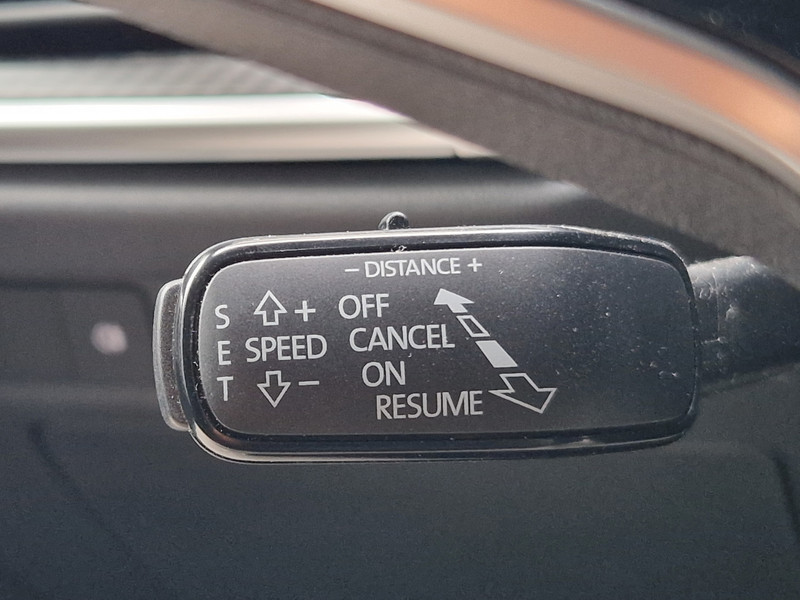 − DISTANCE +
S + OFF
E SPEED CANCEL
T − ON
RESUME